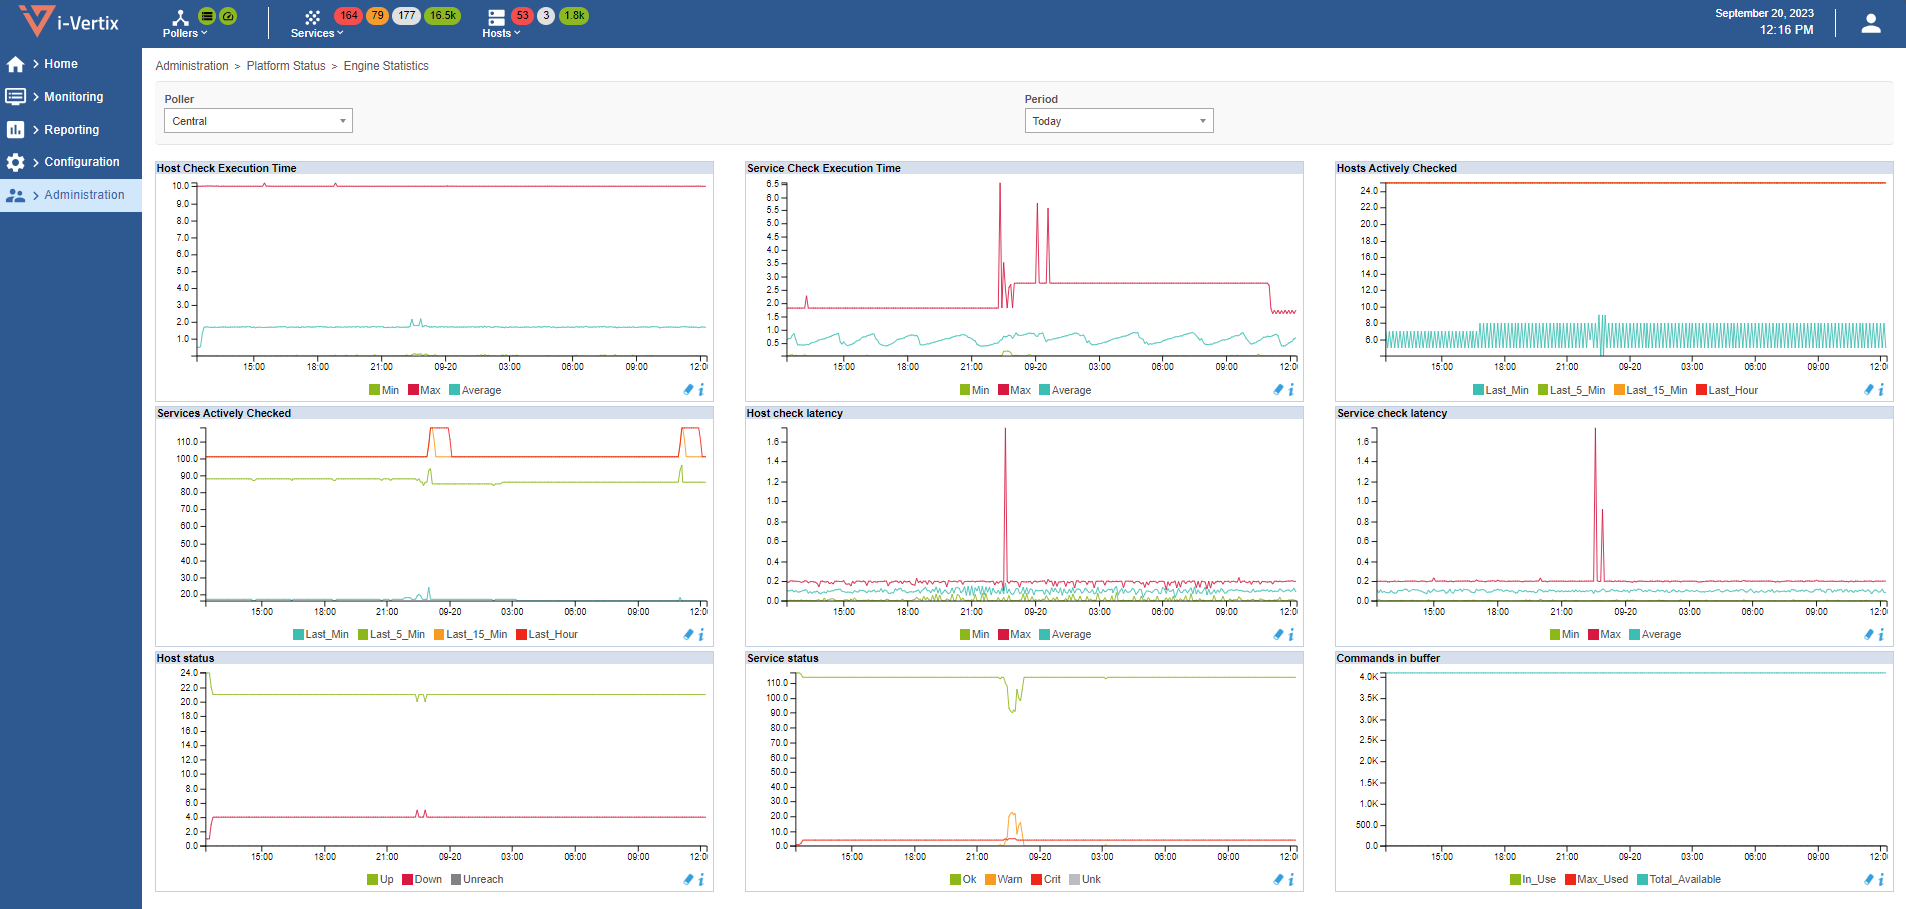 i-Vertix
Pollers
164 79 177 16.5k
Services
53 3 1.8k
Hosts
September 20, 2023
12:16 PM
Home
Monitoring
Reporting
Configuration
Administration
Administration > Platform Status > Engine Statistics
Poller
Central
Period
Today
Host Check Execution Time
10.0
9.0
8.0
7.0
6.0
5.0
4.0
3.0
2.0
1.0
15:00 18:00 21:00 09-20 03:00 06:00 09:00 12:00
Min Max Average
Service Check Execution Time
6.5
6.0
5.5
5.0
4.5
4.0
3.5
3.0
2.5
2.0
1.5
1.0
0.5
15:00 18:00 21:00 09-20 03:00 06:00 09:00 12:00
Min Max Average
Hosts Actively Checked
24.0
22.0
20.0
18.0
16.0
14.0
12.0
10.0
8.0
6.0
15:00 18:00 21:00 09-20 03:00 06:00 09:00 12:0
Last_Min Last_5_Min Last_15_Min Last_Hour
Services Actively Checked
110.0
100.0
90.0
80.0
70.0
60.0
50.0
40.0
30.0
20.0
15:00 18:00 21:00 09-20 03:00 06:00 09:00 12:0
Last_Min Last_5_Min Last_15_Min Last_Hour
Host check latency
1.6
1.4
1.2
1.0
0.8
0.6
0.4
0.2
0.0
15:00 18:00 21:00 09-20 03:00 06:00 09:00 12:00
Min Max Average
Service check latency
1.6
1.4
1.2
1.0
0.8
0.6
0.4
0.2
0.0
15:00 18:00 21:00 09-20 03:00 06:00 09:00 12:0
Min Max Average
Host status
24.0
22.0
20.0
18.0
16.0
14.0
12.0
10.0
8.0
6.0
4.0
2.0
0.0
15:00 18:00 21:00 09-20 03:00 06:00 09:00 12:0
Up Down Unreach
Service status
110.0
100.0
90.0
80.0
70.0
60.0
50.0
40.0
30.0
20.0
10.0
0.0
15:00 18:00 21:00 09-20 03:00 06:00 09:00 12:0
Ok Warn Crit Unk
Commands in buffer
4.0K
3.5K
3.0K
2.5K
2.0K
1.5K
1.0K
500.0
0.0
15:00 18:00 21:00 09-20 03:00 06:00 09:00 12:0
In_Use Max_Used Total_Available